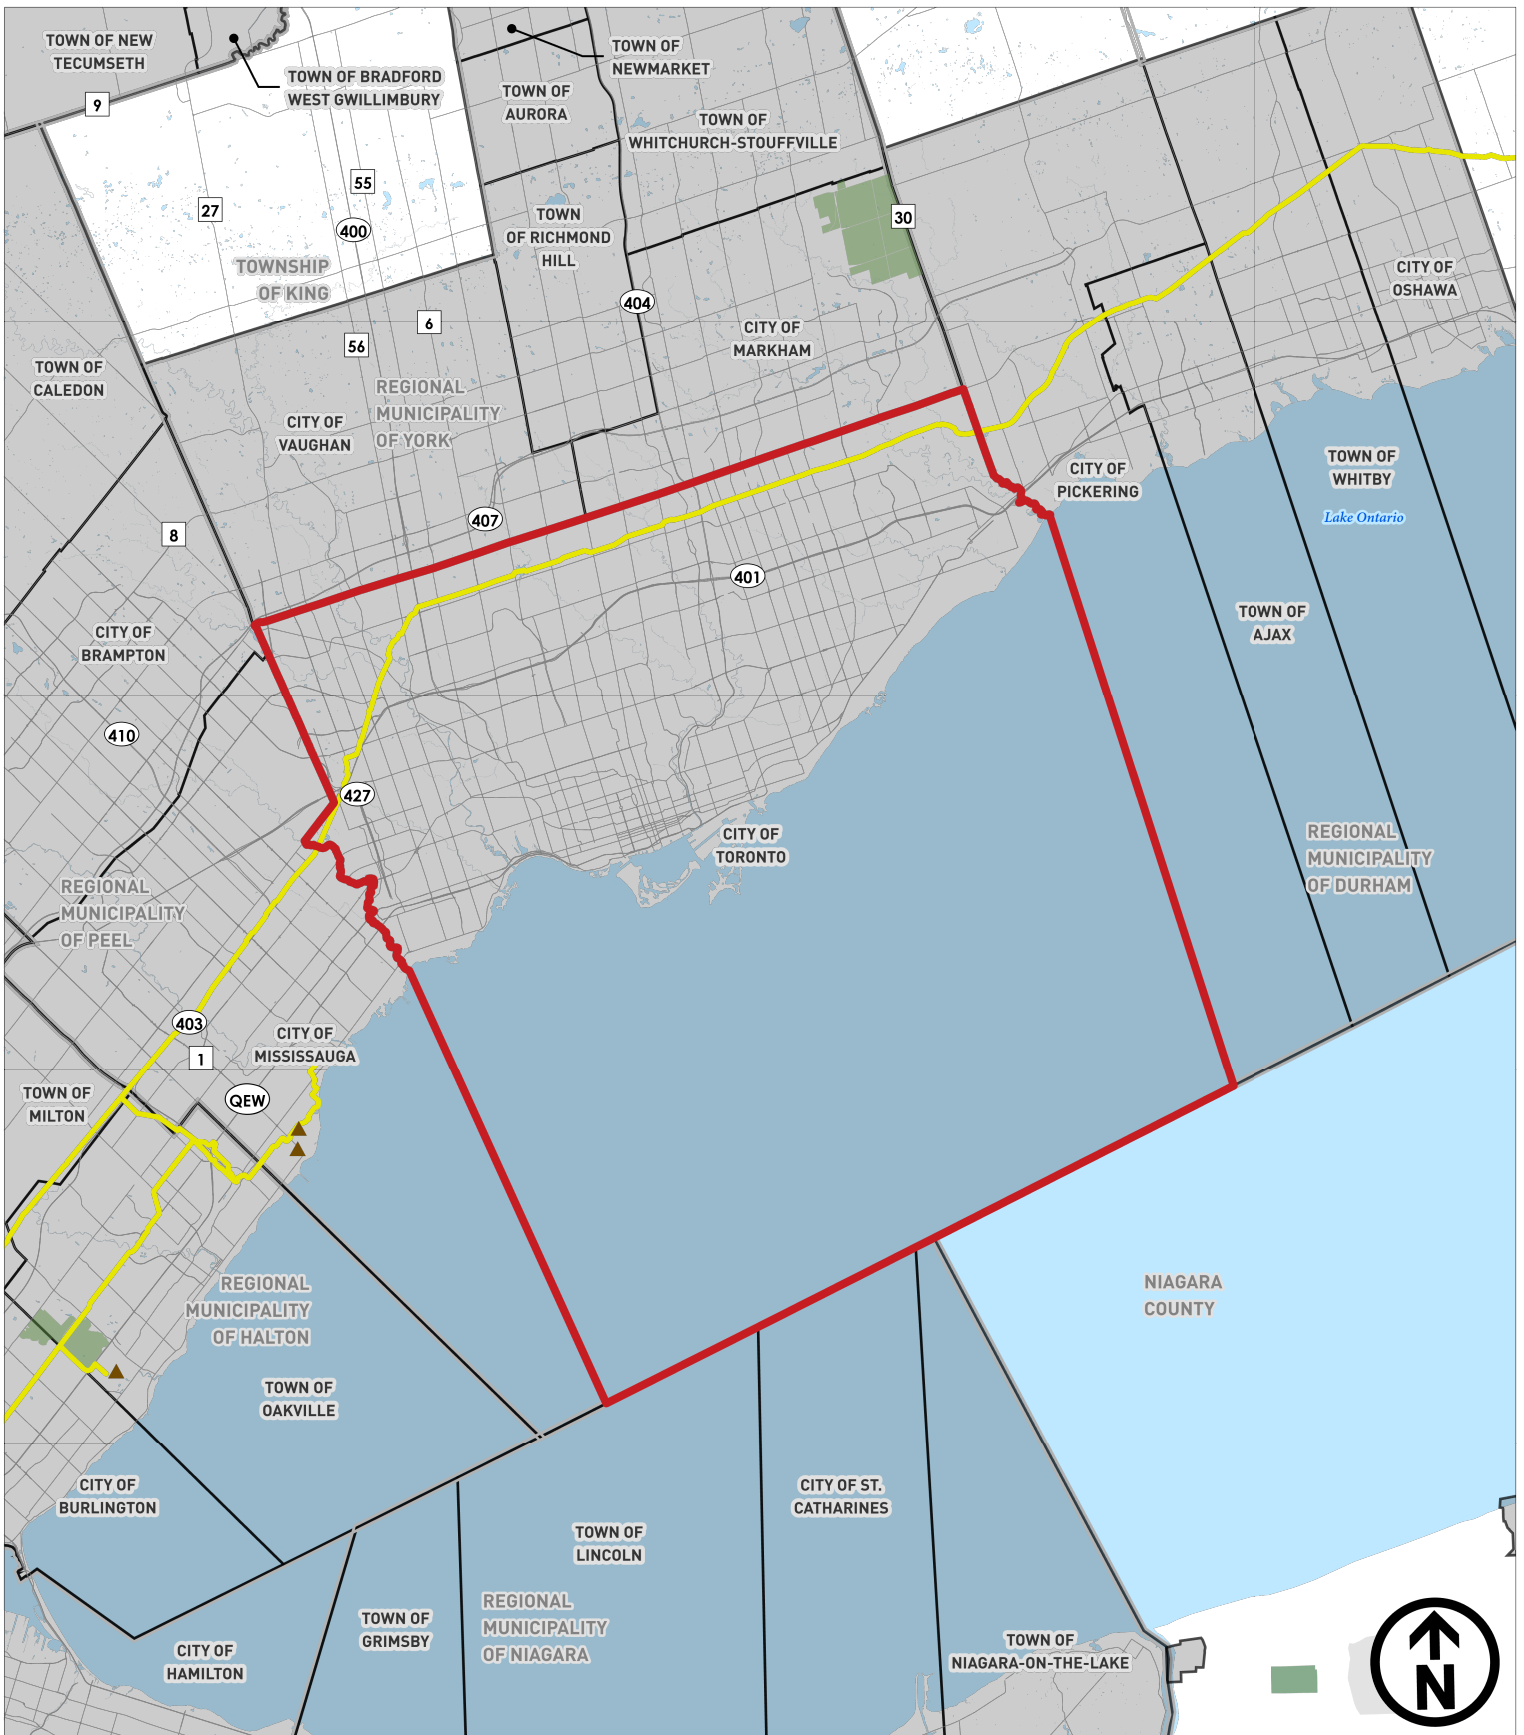 TOWN OF NEW
TECUMSETH
TOWN OF BRADFORD
WEST GWILLIMBURY
TOWN OF
NEWMARKET
TOWN OF
AURORA
TOWN OF
WHITCHURCH-STOUFFVILLE
9
55
27
400
TOWNSHIP
OF KING
TOWN
OF RICHMOND
HILL
30
404
CITY OF
OSHAWA
6
56
CITY OF
MARKHAM
TOWN OF
CALEDON
REGIONAL
MUNICIPALITY
OF YORK
CITY OF
VAUGHAN
CITY OF
PICKERING
TOWN OF
WHITBY
Lake Ontario
407
8
401
TOWN OF
AJAX
CITY OF
BRAMPTON
410
427
CITY OF
TORONTO
REGIONAL
MUNICIPALITY
OF DURHAM
REGIONAL
MUNICIPALITY
OF PEEL
403
CITY OF
MISSISSAUGA
1
QEW
TOWN OF
MILTON
REGIONAL
MUNICIPALITY
OF HALTON
NIAGARA
COUNTY
TOWN OF
OAKVILLE
CITY OF
BURLINGTON
CITY OF ST.
CATHARINES
TOWN OF
LINCOLN
REGIONAL
MUNICIPALITY
OF NIAGARA
TOWN OF
GRIMSBY
CITY OF
HAMILTON
TOWN OF
NIAGARA-ON-THE-LAKE
N